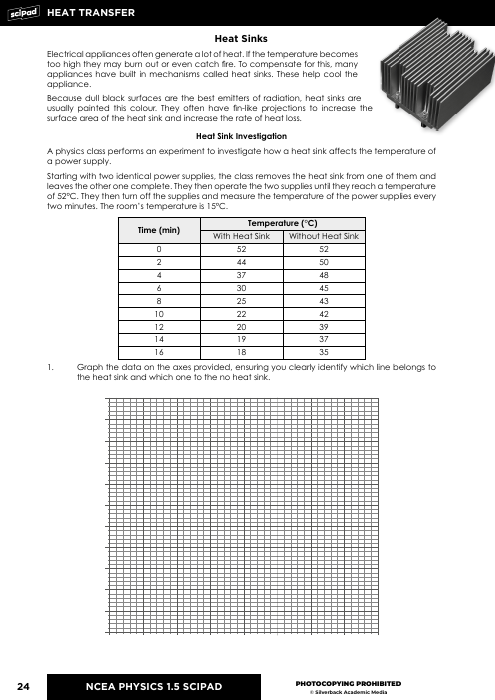 scipad HEAT TRANSFER
Heat Sinks
Electrical appliances often generate a lot of heat. If the temperature becomes
too high they may burn out or even catch fire. To compensate for this, many
appliances have built in mechanisms called heat sinks. These help cool the
appliance.
Because dull black surfaces are the best emitters of radiation, heat sinks are
usually painted this colour. They often have fin-like projections to increase the
surface area of the heat sink and increase the rate of heat loss.
Heat Sink Investigation
A physics class performs an experiment to investigate how a heat sink affects the temperature of
a power supply.
Starting with two identical power supplies, the class removes the heat sink from one of them and
leaves the other one complete. They then operate the two supplies until they reach a temperature
of 52°C. They then turn off the supplies and measure the temperature of the power supplies every
two minutes. The room's temperature is 15°C.
Time (min) Temperature (°C)
With Heat Sink Without Heat Sink
0 52 52
2 44 50
4 37 48
6 30 45
8 25 43
10 22 42
12 20 39
14 19 37
16 18 35
1. Graph the data on the axes provided, ensuring you clearly identify which line belongs to
the heat sink and which one to the no heat sink.
24 NCEA PHYSICS 1.5 SCIPAD PHOTOCOPYING PROHIBITED
© Silverback Academic Media